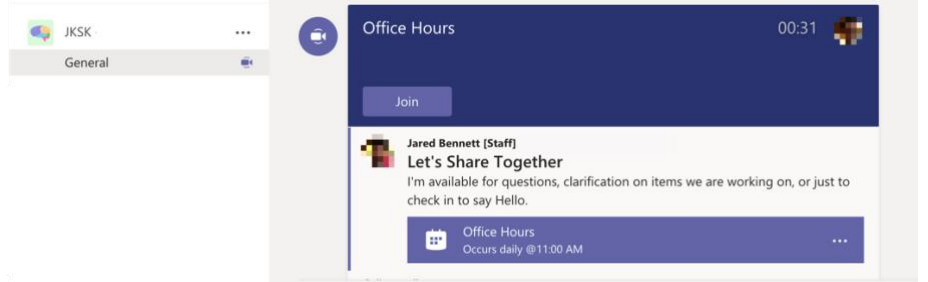 JKSK
General
Office Hours
00:31
Join
Jared Bennett [Staff]
Let's Share Together
I'm available for questions, clarification on items we are working on, or just to
check in to say Hello.
Office Hours
Occurs daily @11:00 AM